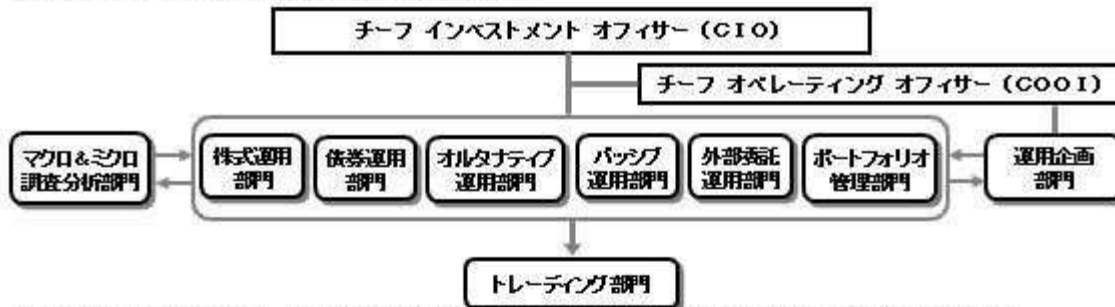 チーフ インベストメント オフィサー (CIO)
チーフ オペレーティング オフィサー (COOI)
マクロ&ミクロ
調査分析部門
株式運用
部門
債券運用
部門
オルタナティブ
運用部門
パッシブ
運用部門
外部委託
運用部門
ポートフォリオ
管理部門
運用企画
部門
トレーディング部門